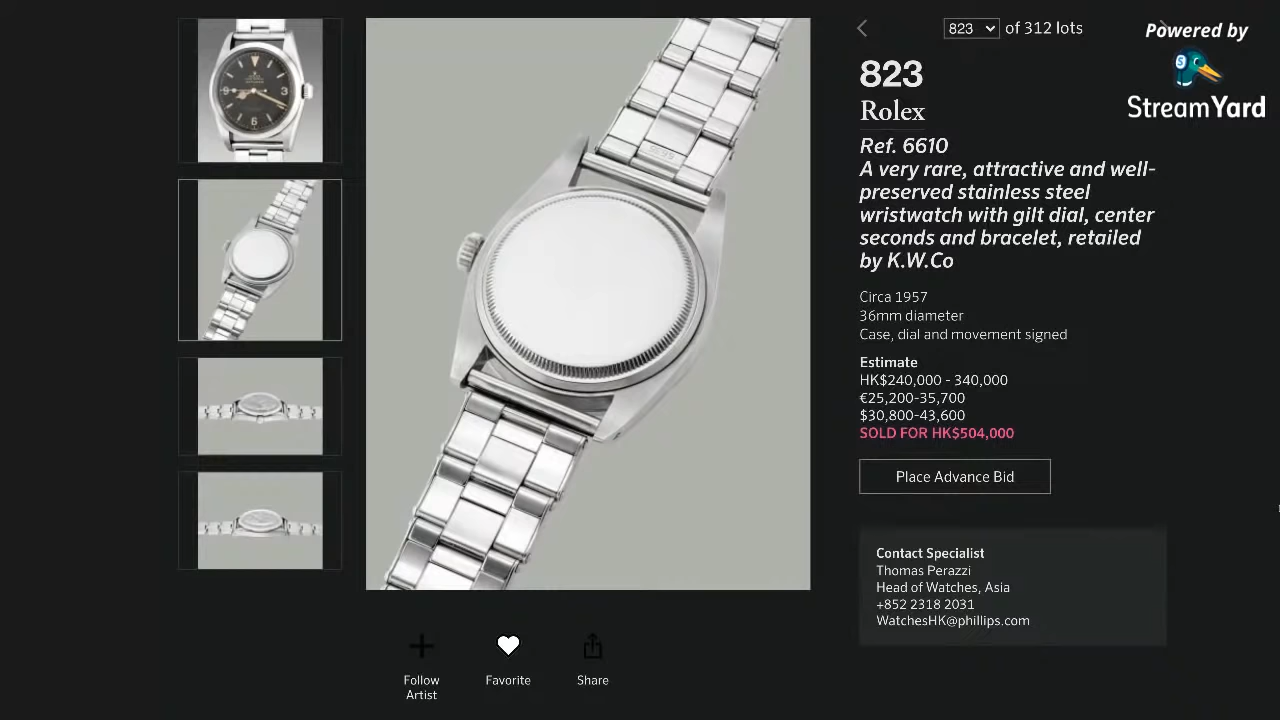 823 of 312 lots
Powered by
StreamYard
823
Rolex
Ref. 6610
A very rare, attractive and well-
preserved stainless steel
wristwatch with gilt dial, center
seconds and bracelet, retailed
by K.W.Co
Circa 1957
36mm diameter
Case, dial and movement signed
Estimate
HK$240,000 - 340,000
€25,200-35,700
$30,800-43,600
SOLD FOR HK$504,000
Place Advance Bid
Contact Specialist
Thomas Perazzi
Head of Watches, Asia
+852 2318 2031
WatchesHK@phillips.com
Follow
Artist
Favorite
Share
9 3
6